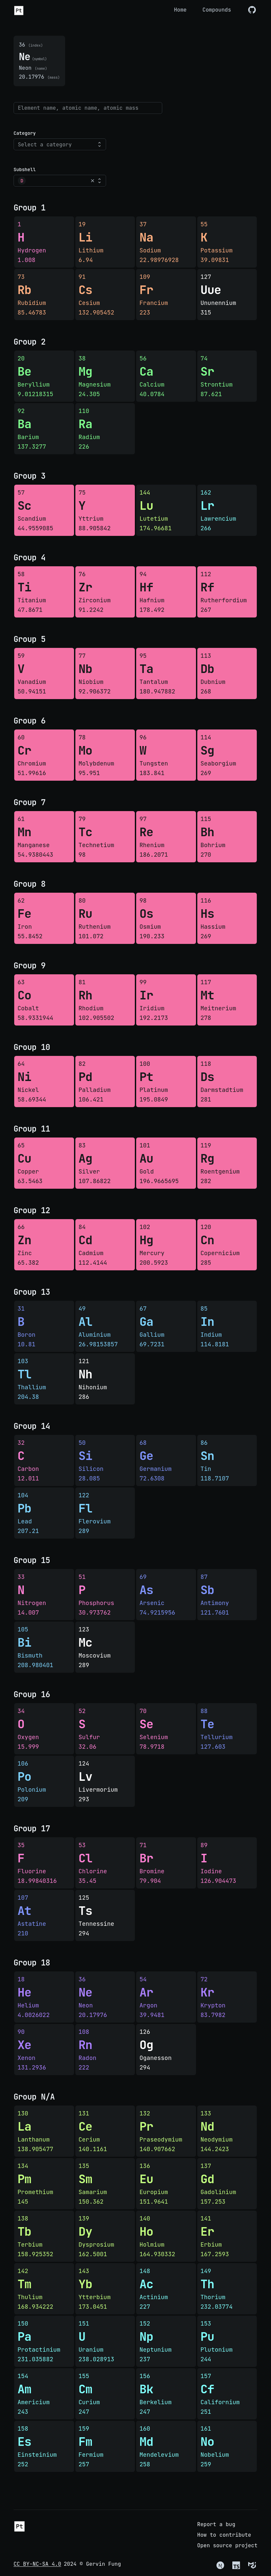 Pt
Home
Compounds
36 (index)
Ne (symbol)
Neon (name)
20.17976 (mass)
Element name, atomic name, atomic mass
Category
Select a category
Subshell
D
Group 1
1
H
Hydrogen
1.008
19
Li
Lithium
6.94
37
Na
Sodium
22.98976928
55
K
Potassium
39.09831
73
Rb
Rubidium
85.46783
91
Cs
Cesium
132.905452
109
Fr
Francium
223
127
Uue
Ununennium
315
Group 2
20
Be
Beryllium
9.01218315
38
Mg
Magnesium
24.305
56
Ca
Calcium
40.0784
74
Sr
Strontium
87.621
92
Ba
Barium
137.3277
110
Ra
Radium
226
Group 3
57
Sc
Scandium
44.9559085
75
Y
Yttrium
88.905842
144
Lu
Lutetium
174.96681
162
Lr
Lawrencium
266
Group 4
58
Ti
Titanium
47.8671
76
Zr
Zirconium
91.2242
94
Hf
Hafnium
178.492
112
Rf
Rutherfordium
267
Group 5
59
V
Vanadium
50.94151
77
Nb
Niobium
92.906372
95
Ta
Tantalum
180.947882
113
Db
Dubnium
268
Group 6
60
Cr
Chromium
51.99616
78
Mo
Molybdenum
95.951
96
W
Tungsten
183.841
114
Sg
Seaborgium
269
Group 7
61
Mn
Manganese
54.9380443
79
Tc
Technetium
98
97
Re
Rhenium
186.2071
115
Bh
Bohrium
270
Group 8
62
Fe
Iron
55.8452
80
Ru
Ruthenium
101.072
98
Os
Osmium
190.233
116
Hs
Hassium
269
Group 9
63
Co
Cobalt
58.9331944
81
Rh
Rhodium
102.905502
99
Ir
Iridium
192.2173
117
Mt
Meitnerium
278
Group 10
64
Ni
Nickel
58.69344
82
Pd
Palladium
106.421
100
Pt
Platinum
195.0849
118
Ds
Darmstadtium
281
Group 11
65
Cu
Copper
63.5463
83
Ag
Silver
107.86822
101
Au
Gold
196.9665695
119
Rg
Roentgenium
282
Group 12
66
Zn
Zinc
65.382
84
Cd
Cadmium
112.4144
102
Hg
Mercury
200.5923
120
Cn
Copernicium
285
Group 13
31
B
Boron
10.81
49
Al
Aluminium
26.98153857
67
Ga
Gallium
69.7231
85
In
Indium
114.8181
103
Tl
Thallium
204.38
121
Nh
Nihonium
286
Group 14
32
C
Carbon
12.011
50
Si
Silicon
28.085
68
Ge
Germanium
72.6308
86
Sn
Tin
118.7107
104
Pb
Lead
207.21
122
Fl
Flerovium
289
Group 15
33
N
Nitrogen
14.007
51
P
Phosphorus
30.973762
69
As
Arsenic
74.9215956
87
Sb
Antimony
121.7601
105
Bi
Bismuth
208.980401
123
Mc
Moscovium
289
Group 16
34
O
Oxygen
15.999
52
S
Sulfur
32.06
70
Se
Selenium
78.9718
88
Te
Tellurium
127.603
106
Po
Polonium
209
124
Lv
Livermorium
293
Group 17
35
F
Fluorine
18.99840316
53
Cl
Chlorine
35.45
71
Br
Bromine
79.904
89
I
Iodine
126.904473
107
At
Astatine
210
125
Ts
Tennessine
294
Group 18
18
He
Helium
4.0026022
36
Ne
Neon
20.17976
54
Ar
Argon
39.9481
72
Kr
Krypton
83.7982
90
Xe
Xenon
131.2936
108
Rn
Radon
222
126
Og
Oganesson
294
Group N/A
130
La
Lanthanum
138.905477
131
Ce
Cerium
140.1161
132
Pr
Praseodymium
140.907662
133
Nd
Neodymium
144.2423
134
Pm
Promethium
145
135
Sm
Samarium
150.362
136
Eu
Europium
151.9641
137
Gd
Gadolinium
157.253
138
Tb
Terbium
158.925352
139
Dy
Dysprosium
162.5001
140
Ho
Holmium
164.930332
141
Er
Erbium
167.2593
142
Tm
Thulium
168.934222
143
Yb
Ytterbium
173.0451
148
Ac
Actinium
227
149
Th
Thorium
232.03774
150
Pa
Protactinium
231.035882
151
U
Uranium
238.028913
152
Np
Neptunium
237
153
Pu
Plutonium
244
154
Am
Americium
243
155
Cm
Curium
247
156
Bk
Berkelium
247
157
Cf
Californium
251
158
Es
Einsteinium
252
159
Fm
Fermium
257
160
Md
Mendelevium
258
161
No
Nobelium
259
Pt
Report a bug
How to contribute
Open source project
CC BY-NC-SA 4.0 2024 © Gervin Fung